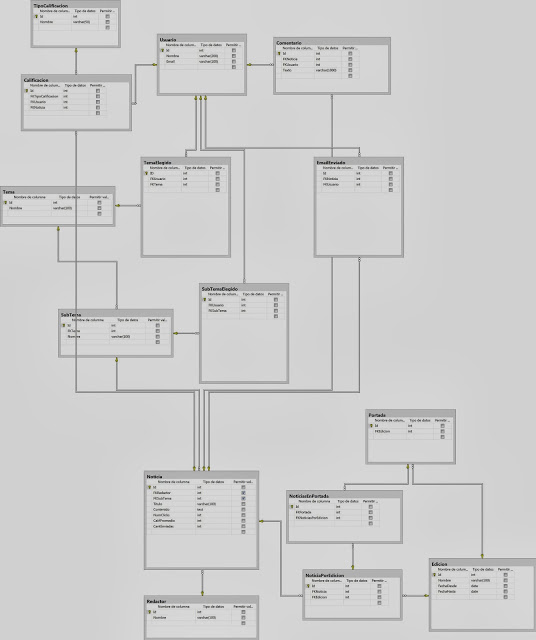 TipoCalificacion
Nombre de columna Tipo de datos Permitir ...
Id int
Nombre varchar(50)
Calificacion
Nombre de colum... Tipo de datos Permitir ...
Id int
FKTipoCalificacion int
FKUsuario int
FKNoticia int
Usuario
Nombre de colum... Tipo de datos Permitir ...
Id int
Nombre varchar(200)
Email varchar(200)
Comentario
Nombre de colum... Tipo de datos Permitir ...
Id int
FKNoticia int
FKUsuario int
Texto varchar(1000)
TemaElegido
Nombre de colum... Tipo de datos Permitir ...
Id int
FKUsuario int
FKTema int
EmailEnviado
Nombre de colum... Tipo de datos Permitir ...
Id int
FKNoticia int
FKUsuario int
Tema
Nombre de columna Tipo de datos Permitir val...
Id int
Nombre varchar(100)
SubTema
Nombre de columna Tipo de datos Permitir val...
Id int
FKTema int
Nombre varchar(100)
SubTemaElegido
Nombre de colum... Tipo de datos Permitir ...
Id int
FKUsuario int
FKSubTema int
Portada
Nombre de colum... Tipo de datos Permitir ...
Id int
FKEdicion int
Noticia
Nombre de columna Tipo de datos Permitir val...
Id int
FKRedactor int
FKSubTema int
Titulo varchar(100)
Contenido text
NumClicks int
CalifPromedio int
CantEnviadas int
NoticiasEnPortada
Nombre de columna Tipo de datos Permitir ...
Id int
FKPortada int
FKNoticiasPorEdicion int
NoticiaPorEdicion
Nombre de colum... Tipo de datos Permitir ...
Id int
FKNoticia int
FKEdicion int
Edicion
Nombre de colum... Tipo de datos Permitir ...
Id int
Nombre varchar(100)
FechaDesde date
FechaHasta date
Redactor
Nombre de columna Tipo de datos Permitir val...
Id int
Nombre varchar(100)